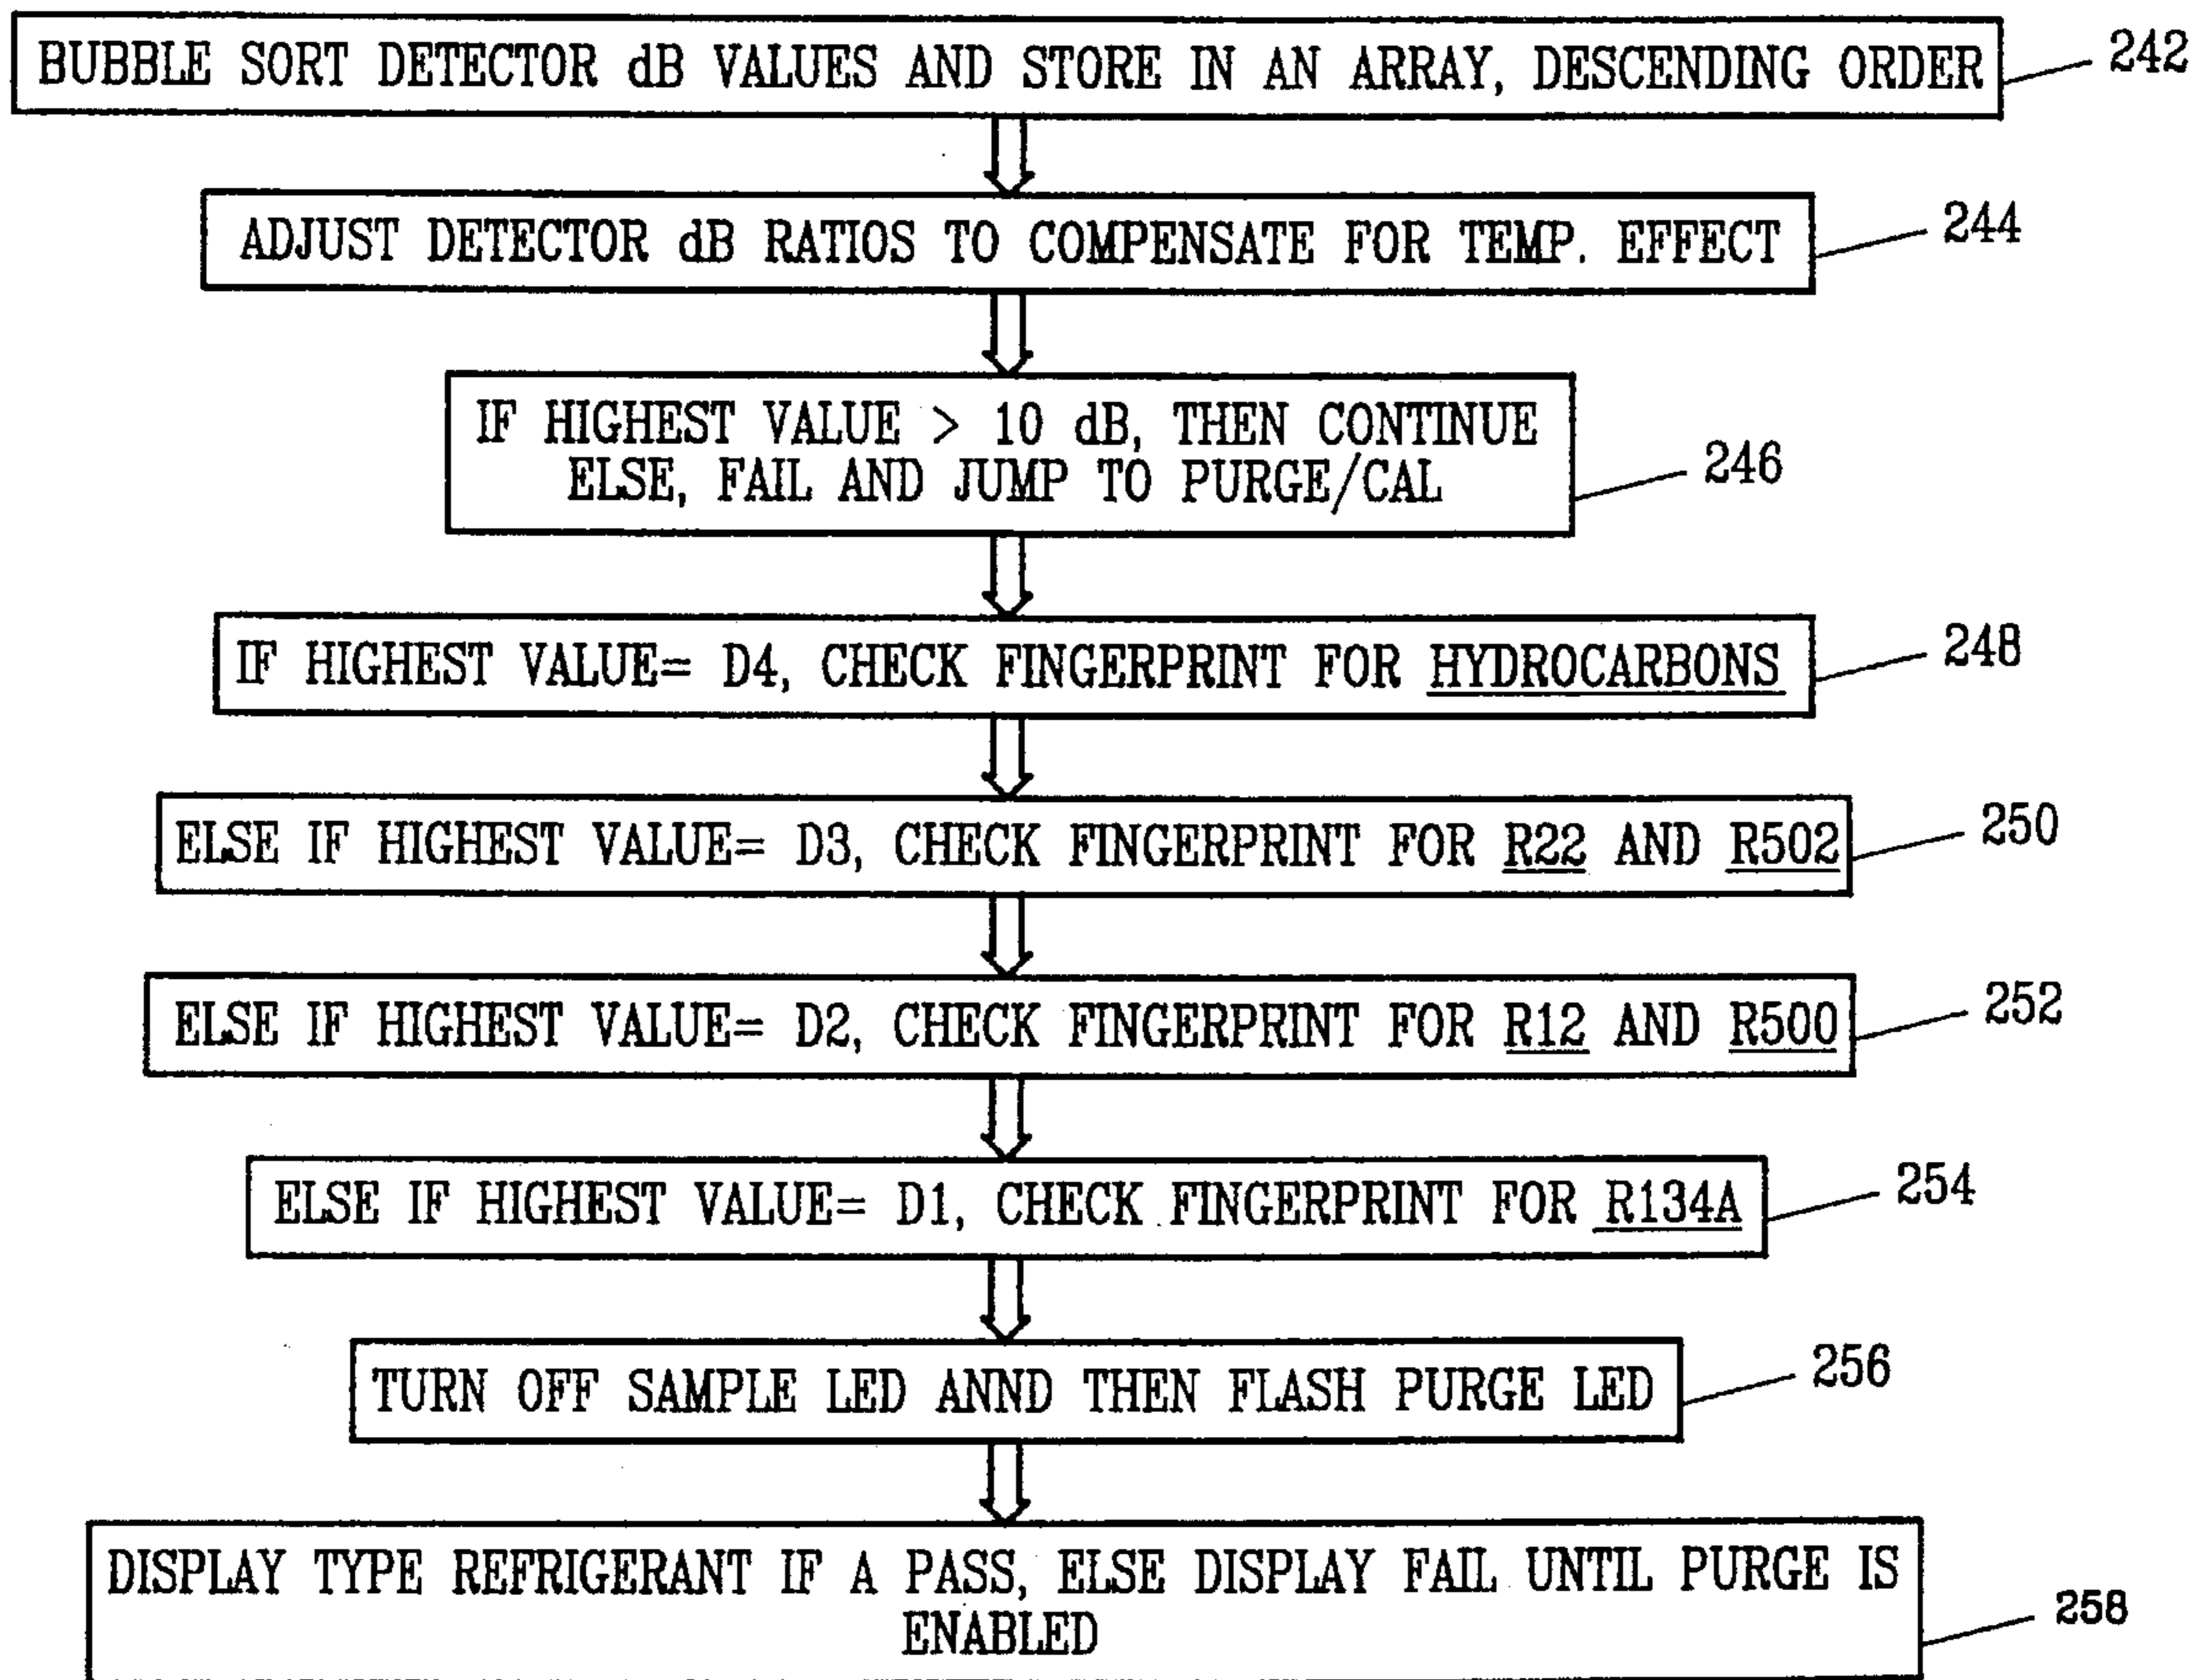 BUBBLE SORT DETECTOR dB VALUES AND STORE IN AN ARRAY, DESCENDING ORDER
242
ADJUST DETECTOR dB RATIOS TO COMPENSATE FOR TEMP. EFFECT
244
IF HIGHEST VALUE > 10 dB, THEN CONTINUE
ELSE, FAIL AND JUMP TO PURGE/CAL
246
IF HIGHEST VALUE= D4, CHECK FINGERPRINT FOR HYDROCARBONS
248
ELSE IF HIGHEST VALUE= D3, CHECK FINGERPRINT FOR R22 AND R502
250
ELSE IF HIGHEST VALUE= D2, CHECK FINGERPRINT FOR R12 AND R500
252
ELSE IF HIGHEST VALUE= D1, CHECK FINGERPRINT FOR R134A
254
TURN OFF SAMPLE LED ANND THEN FLASH PURGE LED
256
DISPLAY TYPE REFRIGERANT IF A PASS, ELSE DISPLAY FAIL UNTIL PURGE IS
ENABLED
258